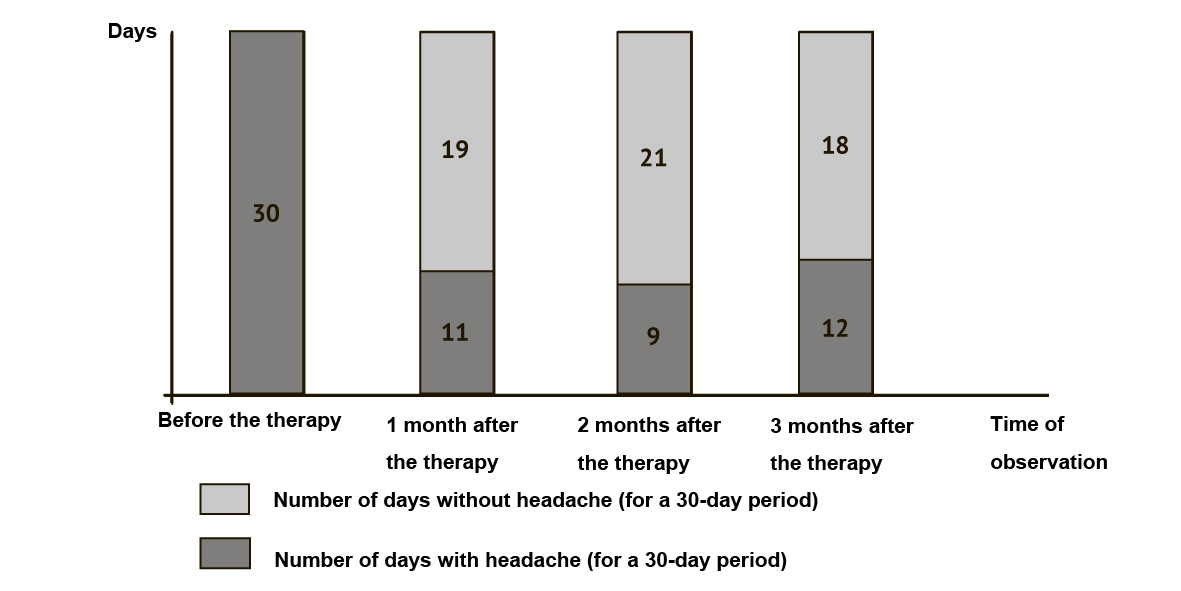 Days
30
19
21
18
11
9
12
Before the therapy
1 month after
the therapy
2 months after
the therapy
3 months after
the therapy
Time of
observation
Number of days without headache (for a 30-day period)
Number of days with headache (for a 30-day period)